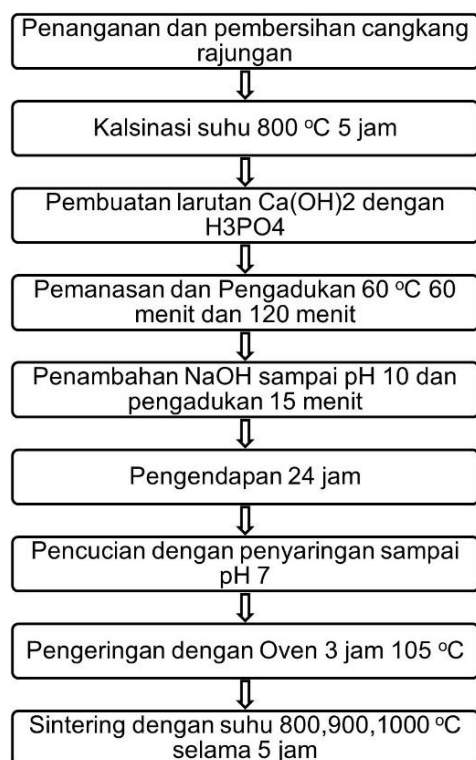 Penanganan dan pembersihan cangkang
rajungan
Kalsinasi suhu 800 °C 5 jam
Pembuatan larutan Ca(OH)2 dengan
H3PO4
Pemanasan dan Pengadukan 60 °C 60
menit dan 120 menit
Penambahan NaOH sampai pH 10 dan
pengadukan 15 menit
Pengendapan 24 jam
Pencucian dengan penyaringan sampai
pH 7
Pengeringan dengan Oven 3 jam 105 °C
Sintering dengan suhu 800,900,1000 °C
selama 5 jam